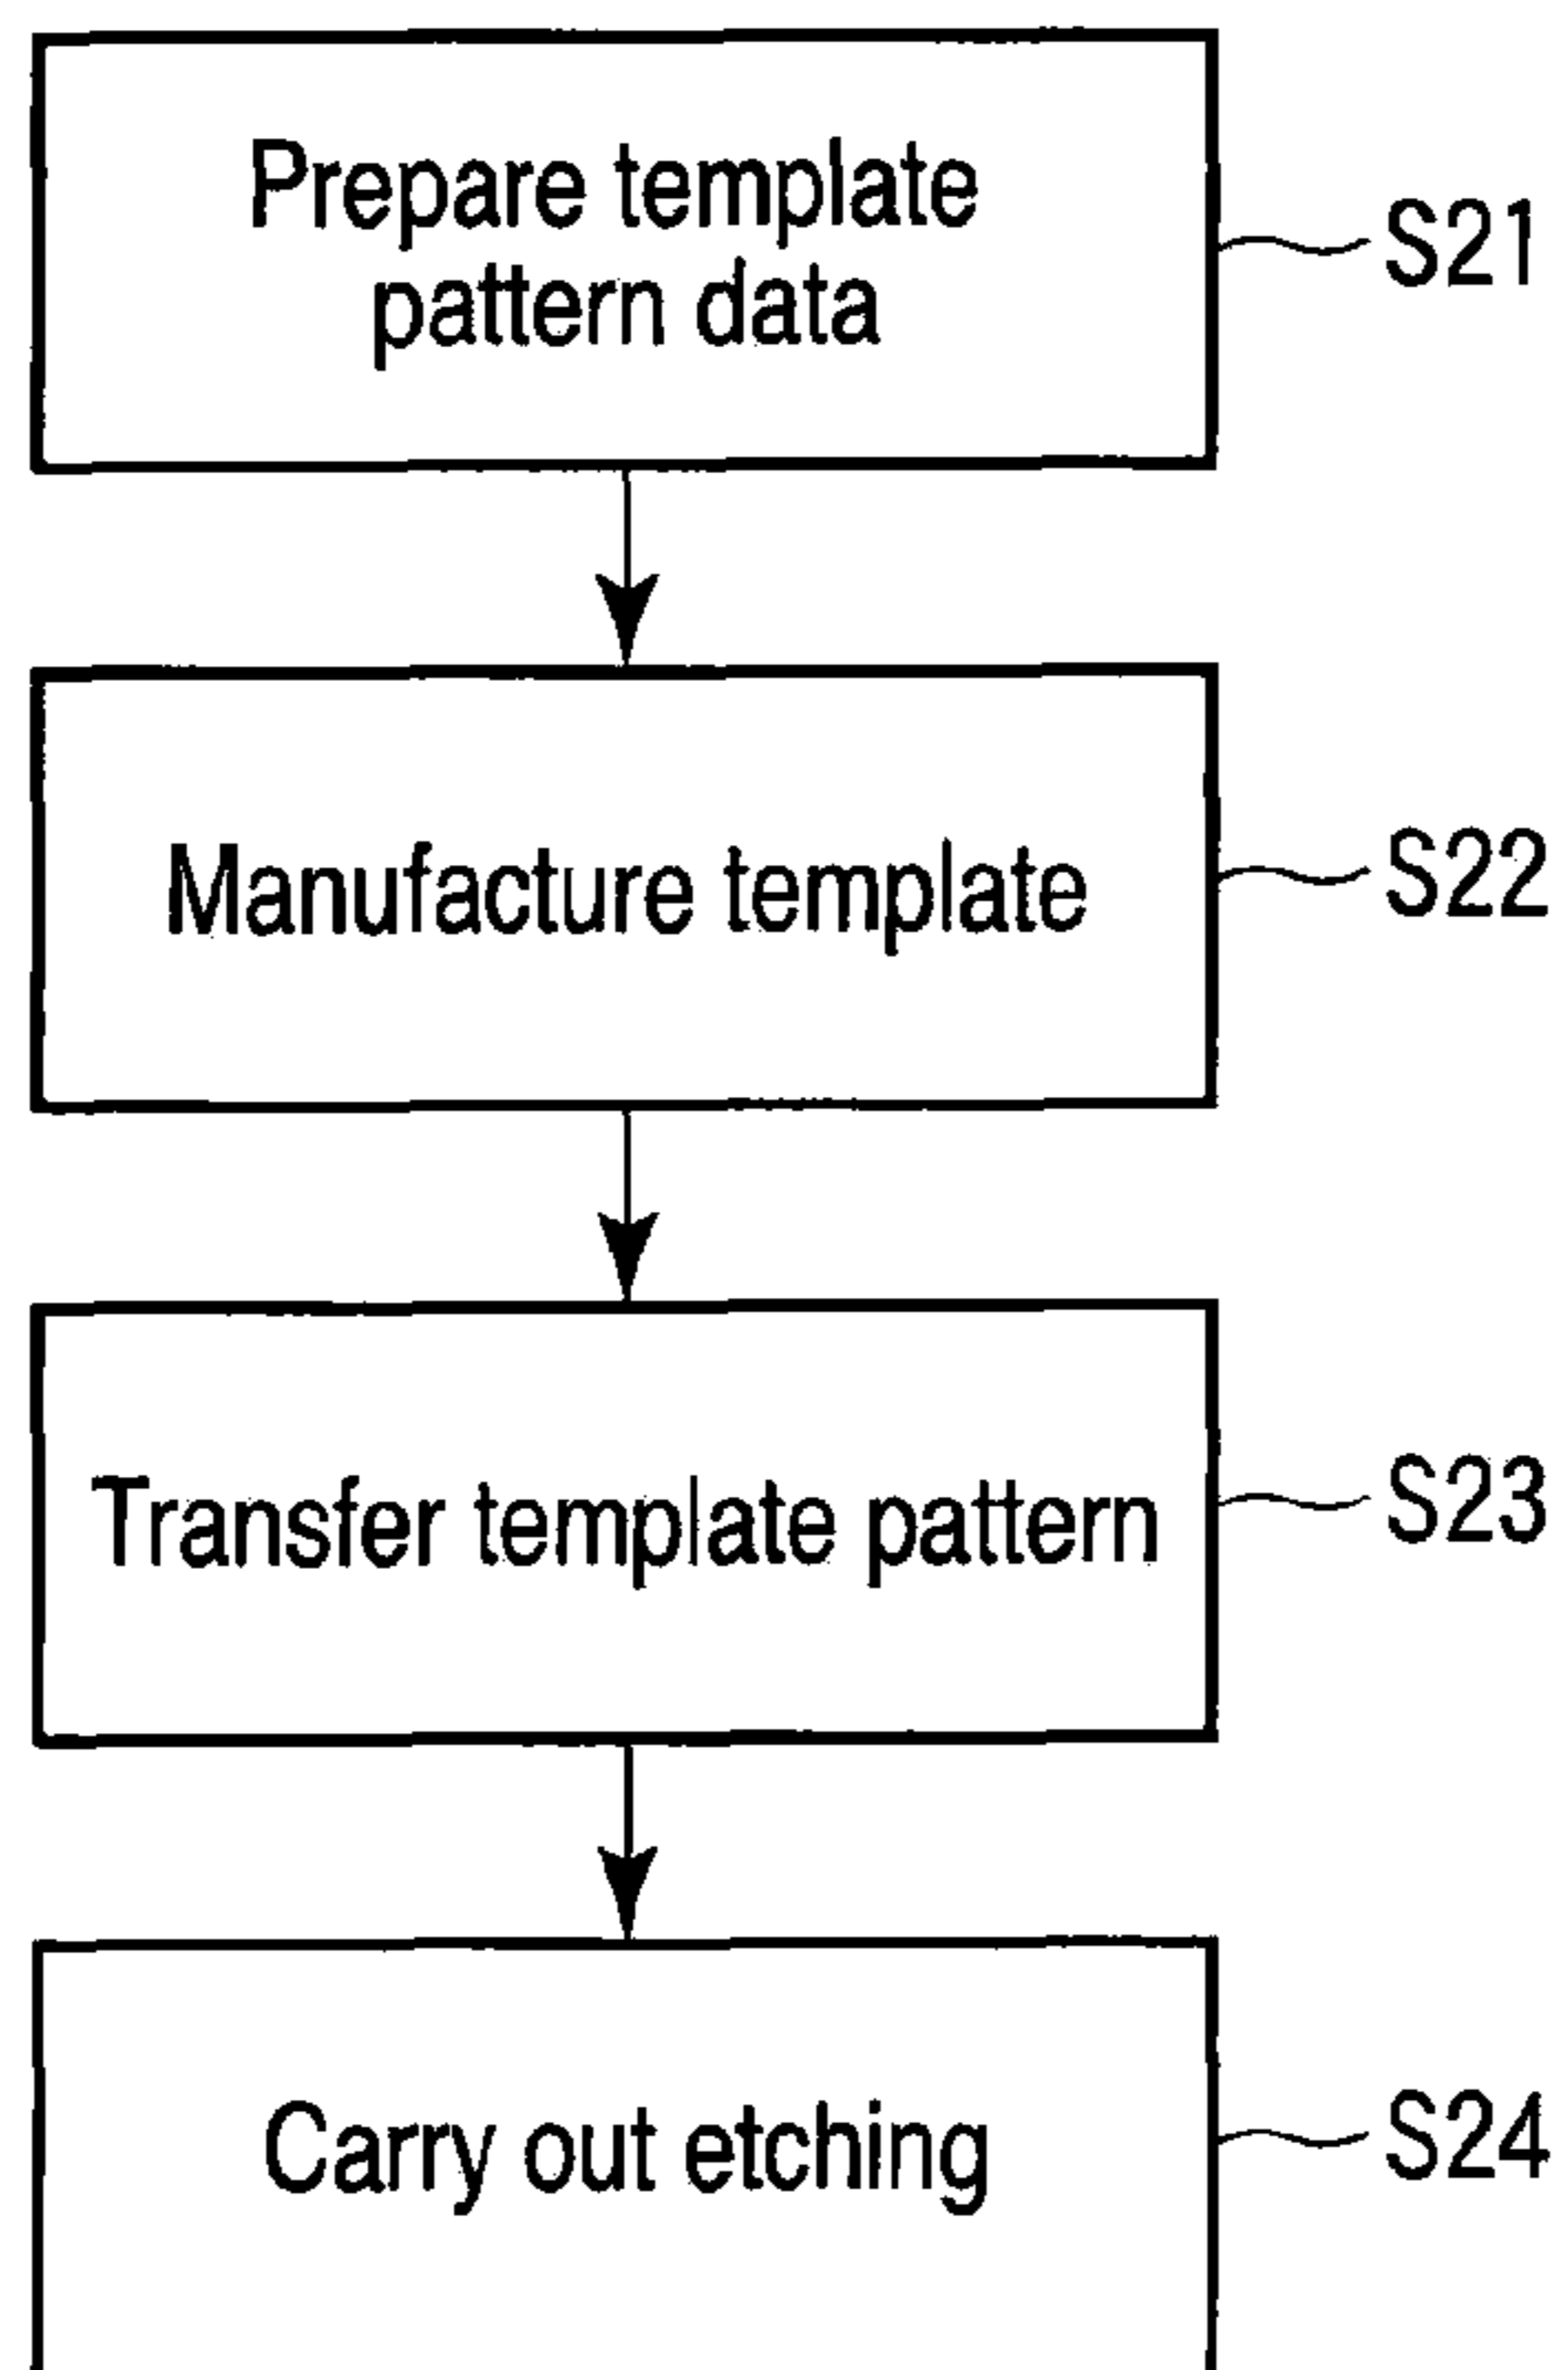 Prepare template
pattern data
S21
Manufacture template
S22
Transfer template pattern
S23
Carry out etching
S24